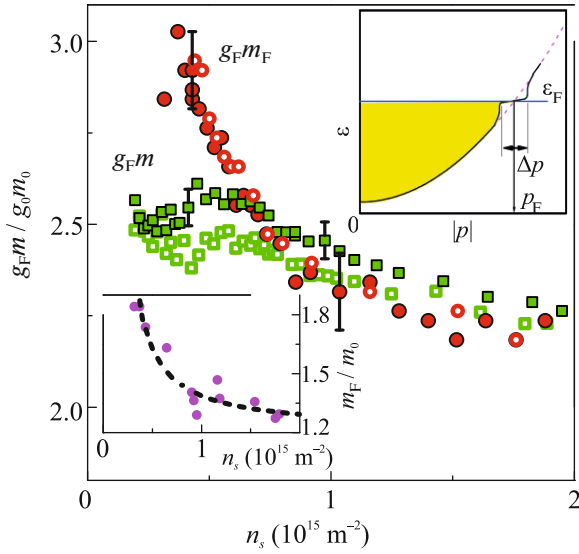 3.0
g_F m_F
ε_F
ε
Δp
g_F m
p_F
0
|p|
g_F m / g_0 m_0
2.5
1.8
1.5
m_F / m_0
2.0
1.2
0
1
n_s (10^15 m^-2)
0
1
2
n_s (10^15 m^-2)